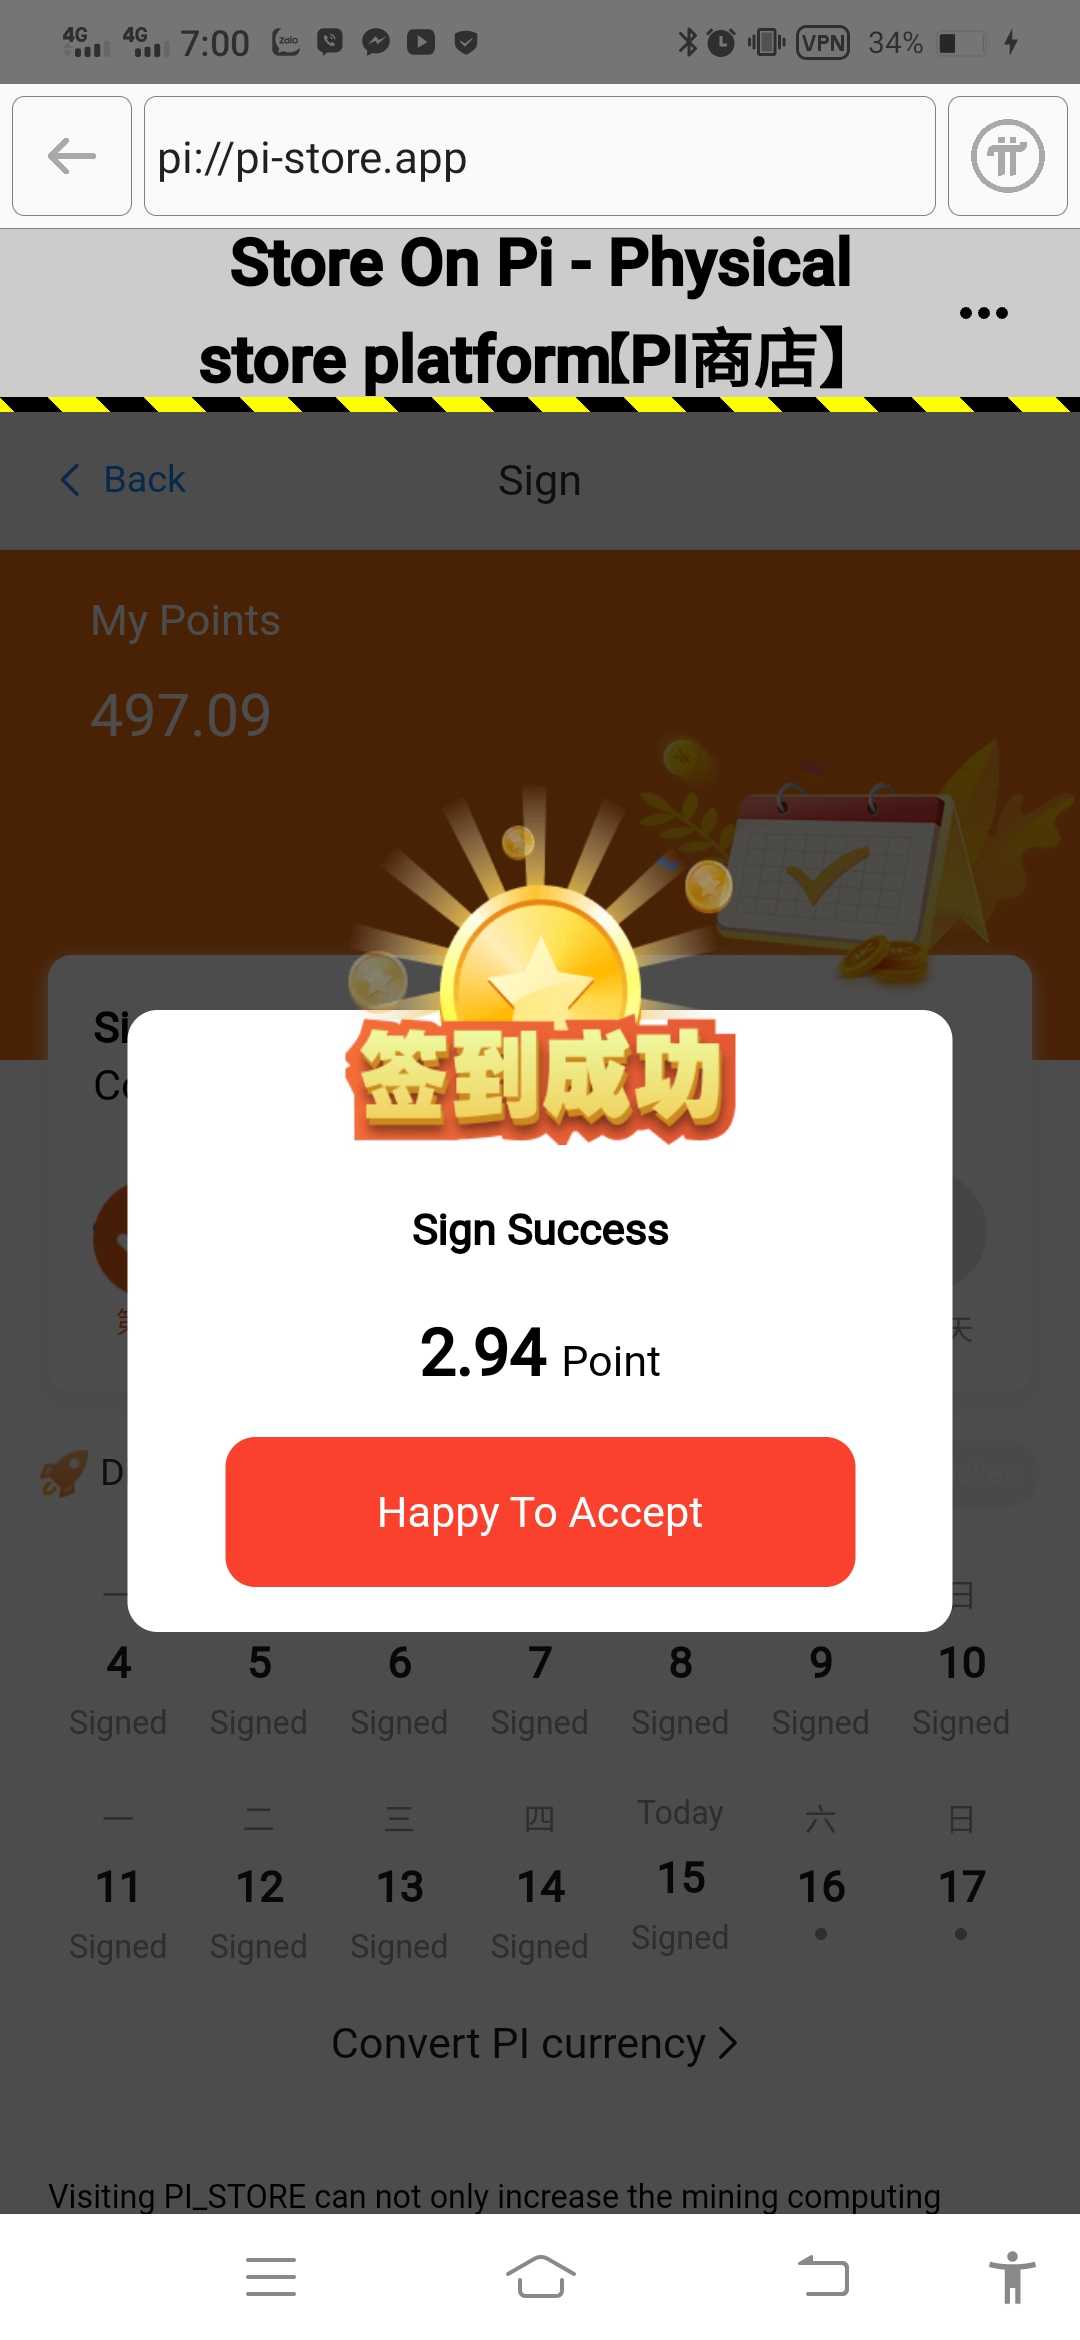 4G 4G 7:00 Zalo VPN 34%
pi://pi-store.app
Store On Pi - Physical
store platform【PI商店】
Back Sign
My Points
497.09
签到成功
Sign Success
2.94 Point
Happy To Accept
日
4 5 6 7 8 9 10
Signed Signed Signed Signed Signed Signed Signed
一 二 三 四 Today 六 日
11 12 13 14 15 16 17
Signed Signed Signed Signed Signed
Convert PI currency
Visiting PI_STORE can not only increase the mining computing